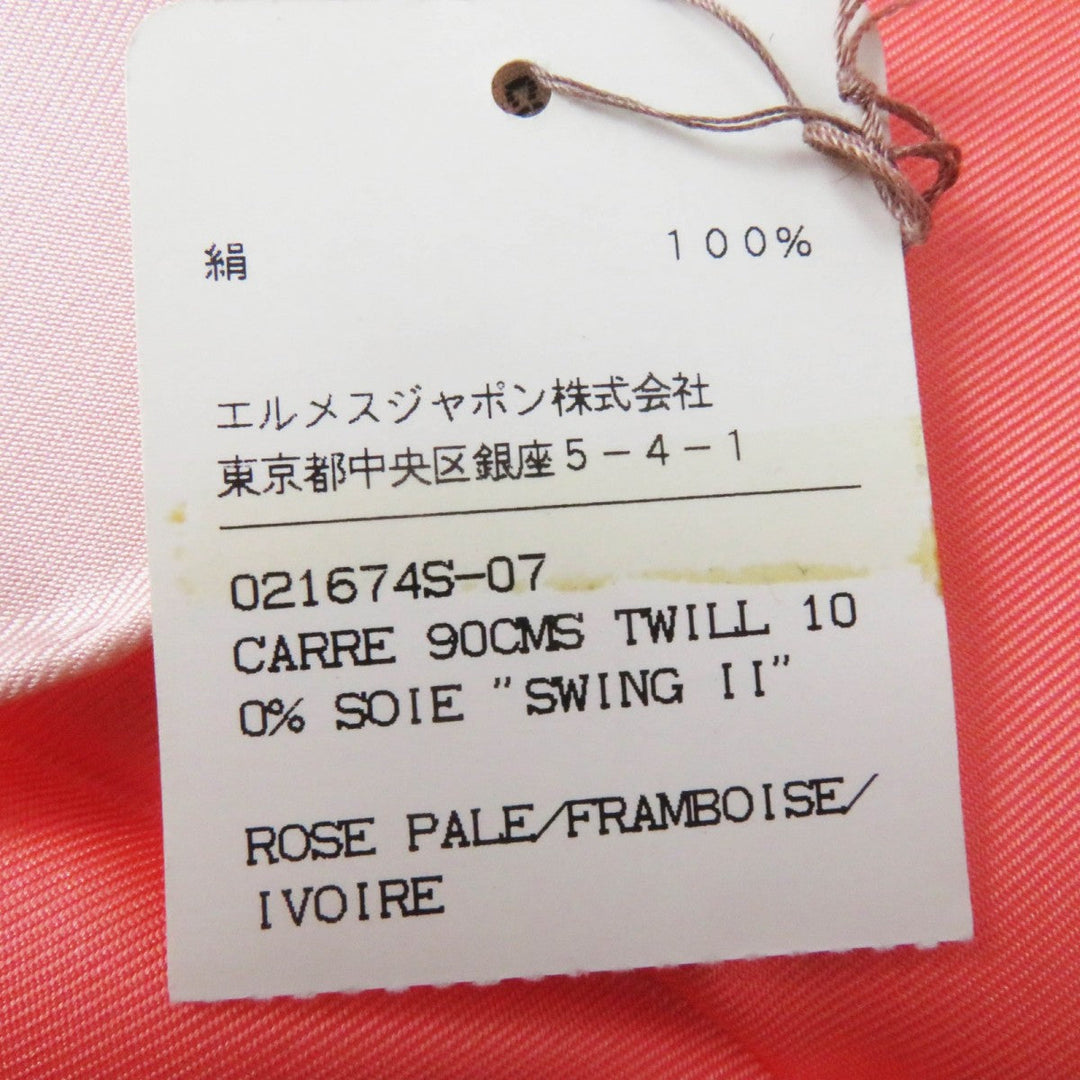 絹 １００%
エルメスジャポン株式会社
東京都中央区銀座５－４－１
021674S-07
CARRE 90CMS TWILL 10
0% SOIE "SWING II"
ROSE PALE/FRAMBOISE/
IVOIRE